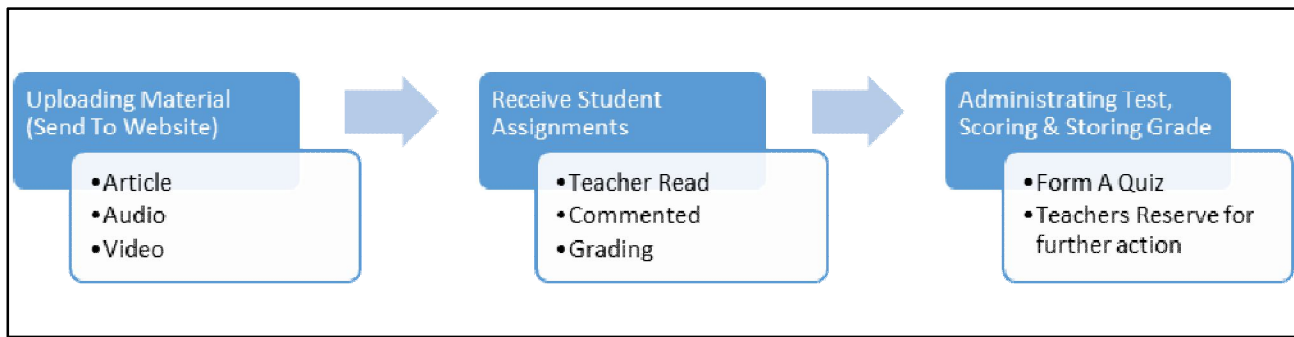 Uploading Material
(Send To Website)
•Article
•Audio
•Video
Receive Student
Assignments
•Teacher Read
•Commented
•Grading
Administrating Test,
Scoring & Storing Grade
•Form A Quiz
•Teachers Reserve for
further action